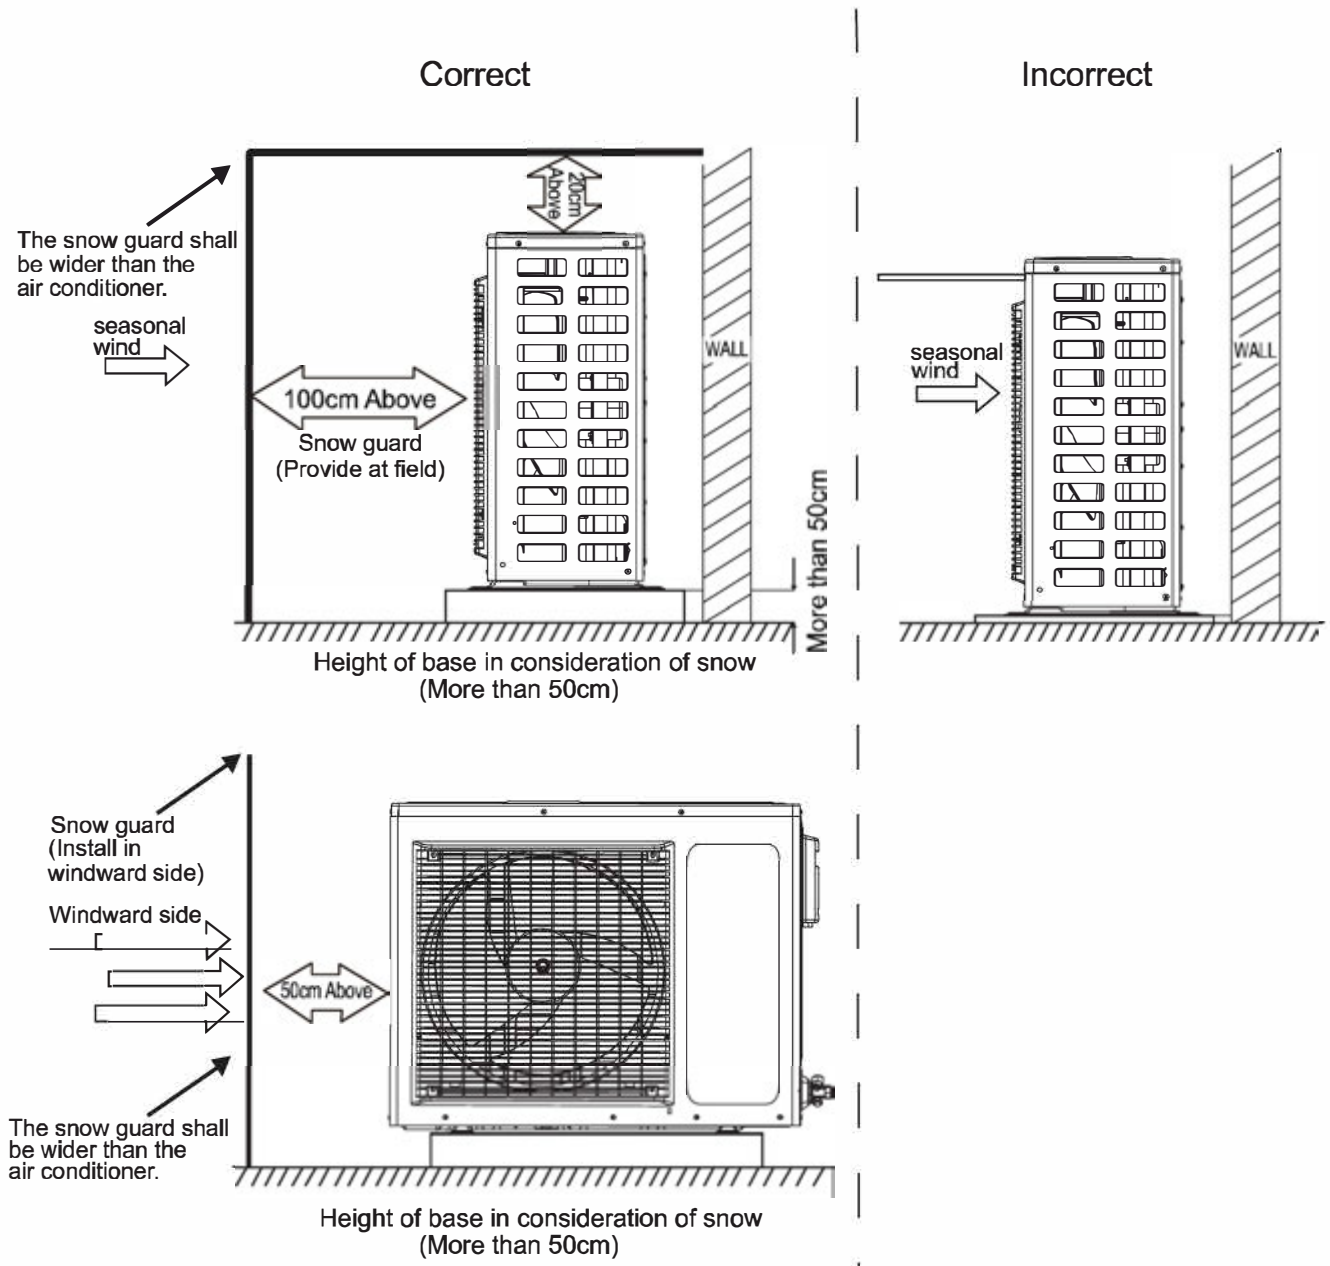 Correct
Incorrect
20cm
Above
The snow guard shall
be wider than the
air conditioner.
seasonal
wind
100cm Above
Snow guard
(Provide at field)
WALL
More than 50cm
seasonal
wind
WALL
Height of base in consideration of snow
(More than 50cm)
Snow guard
(Install in
windward side)
Windward side
50cm Above
The snow guard shall
be wider than the
air conditioner.
Height of base in consideration of snow
(More than 50cm)